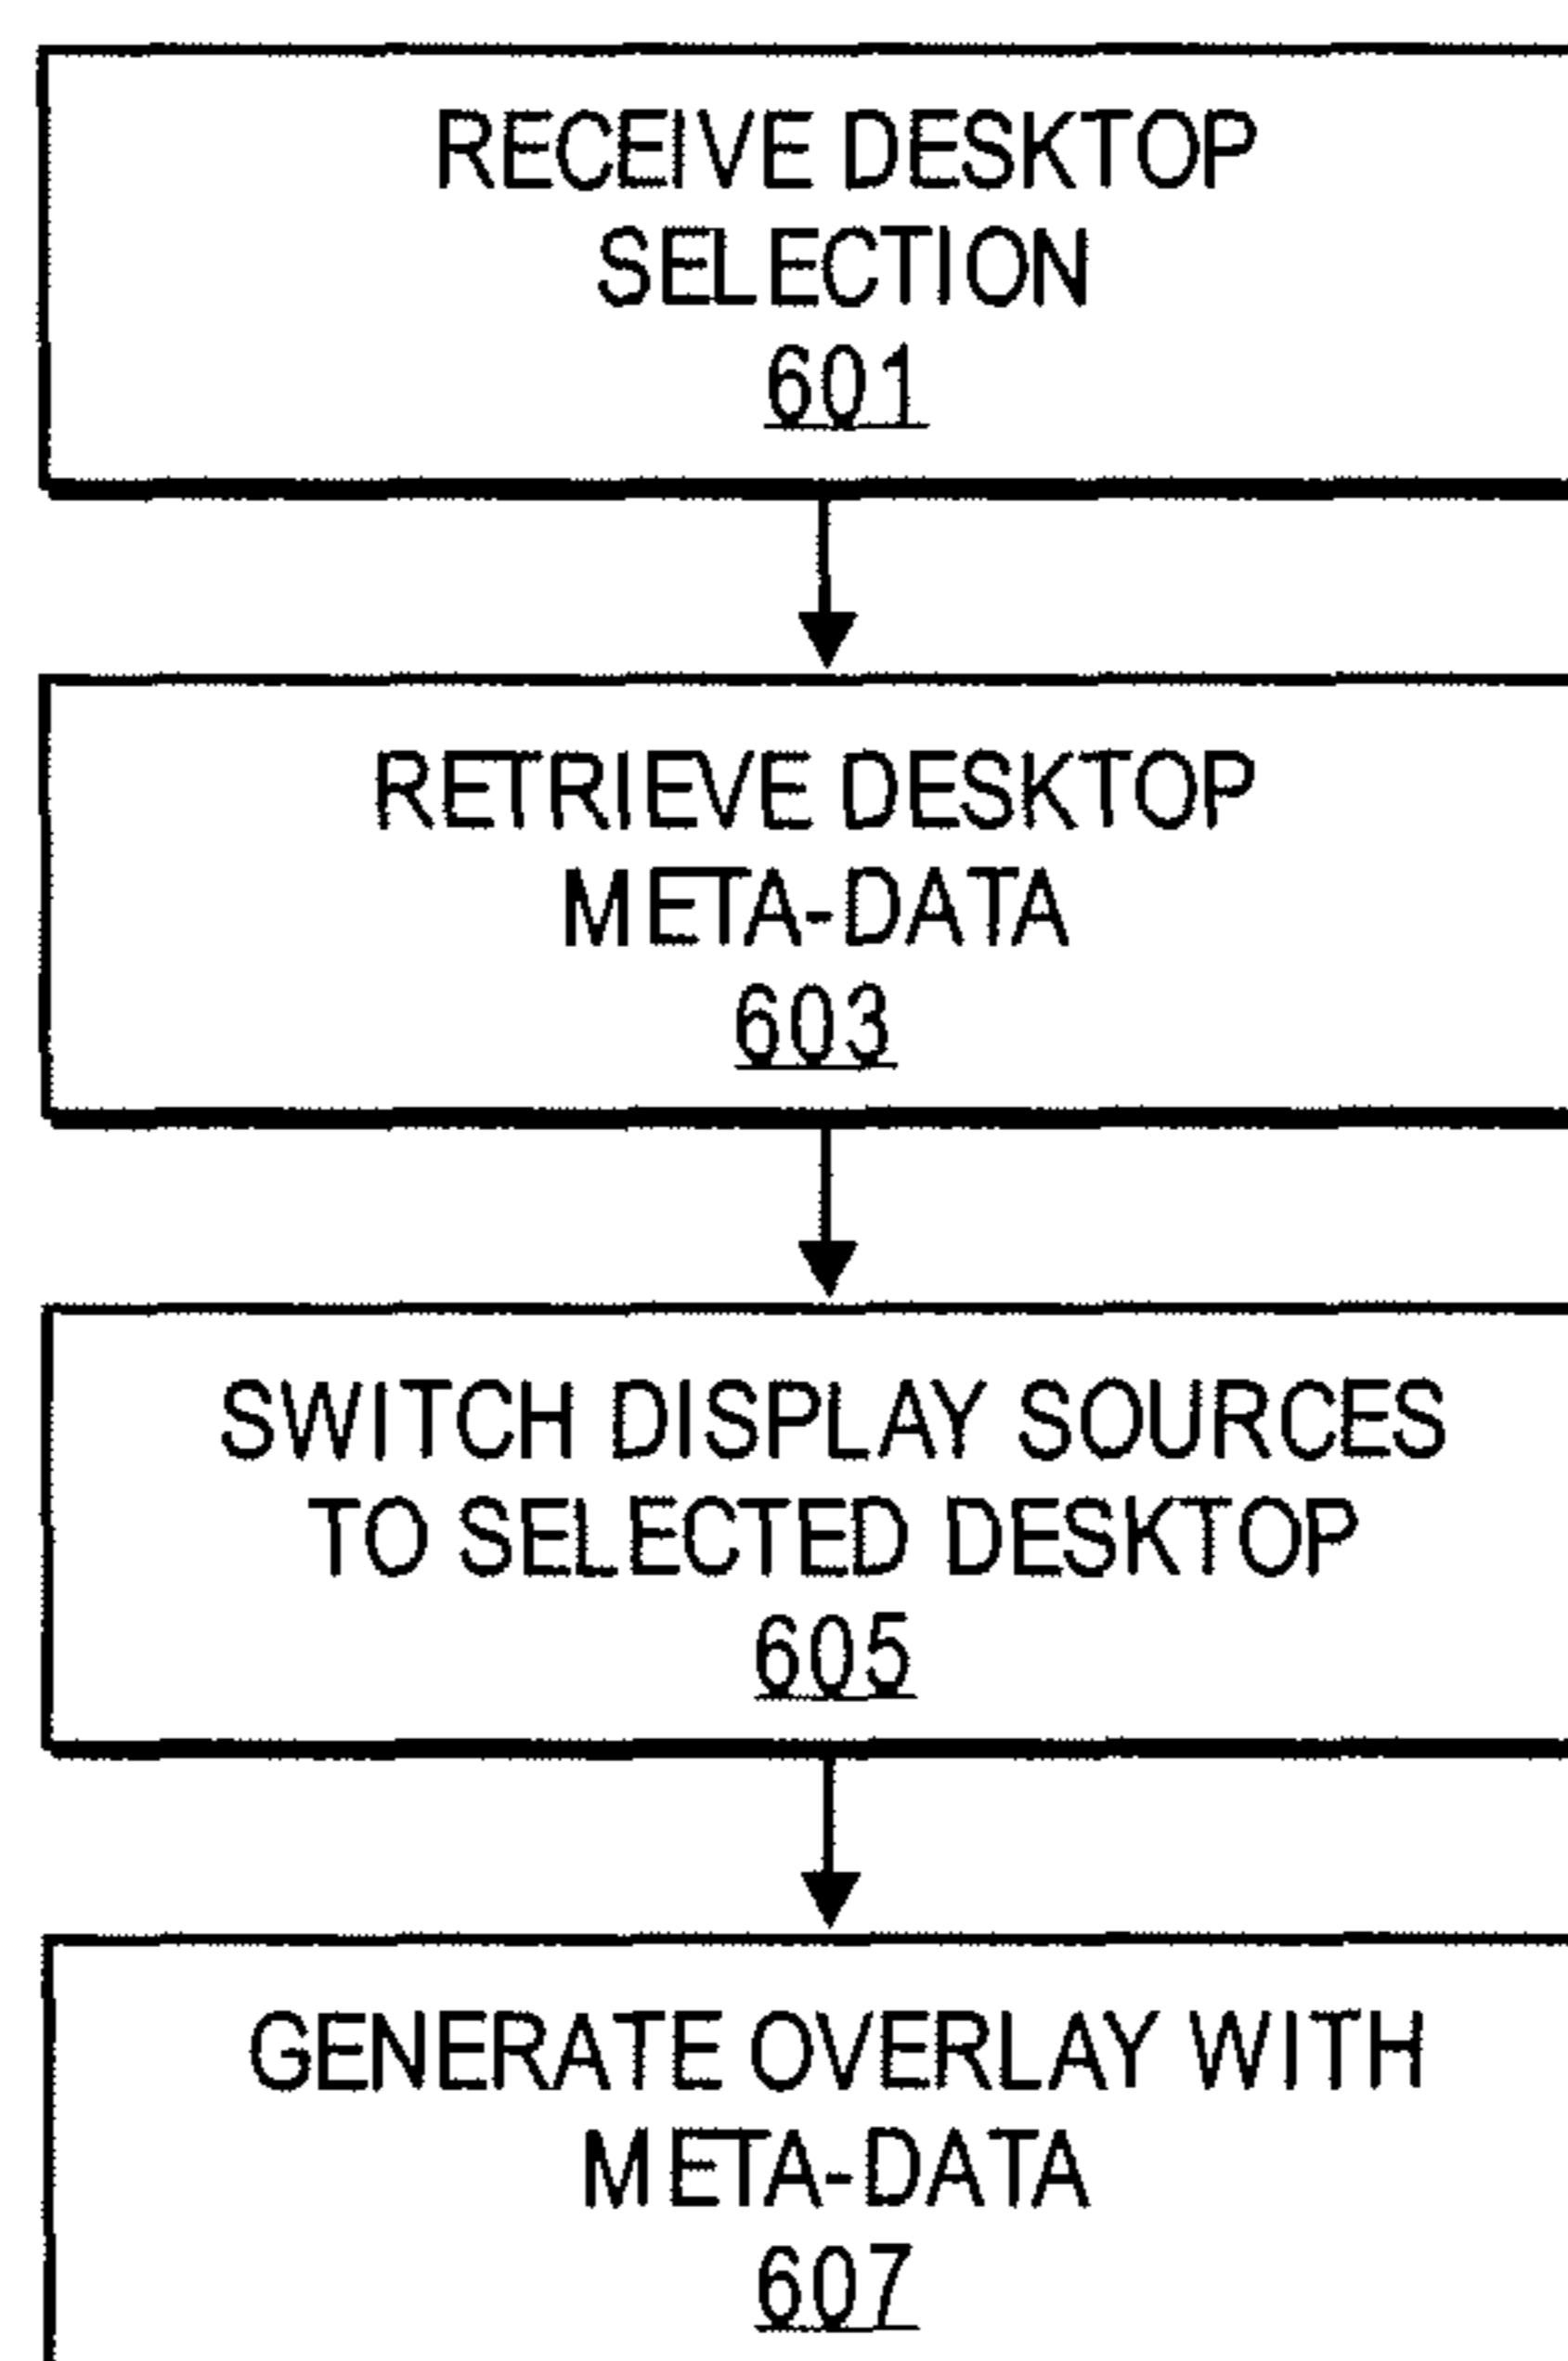 RECEIVE DESKTOP
SELECTION
601
RETRIEVE DESKTOP
META-DATA
603
SWITCH DISPLAY SOURCES
TO SELECTED DESKTOP
605
GENERATE OVERLAY WITH
META-DATA
607